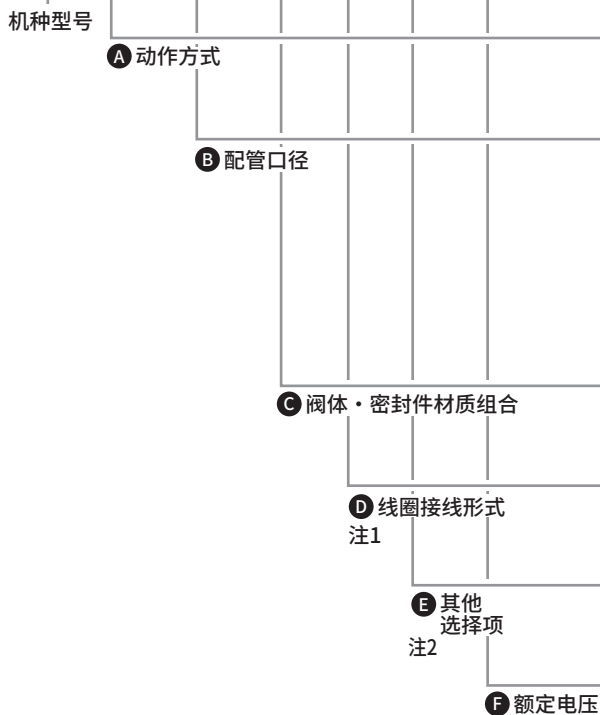 机种型号
A 动作方式
B 配管口径
C 阀体・密封件材质组合
D 线圈接线形式
注1
E 其他
选择项
注2
F 额定电压